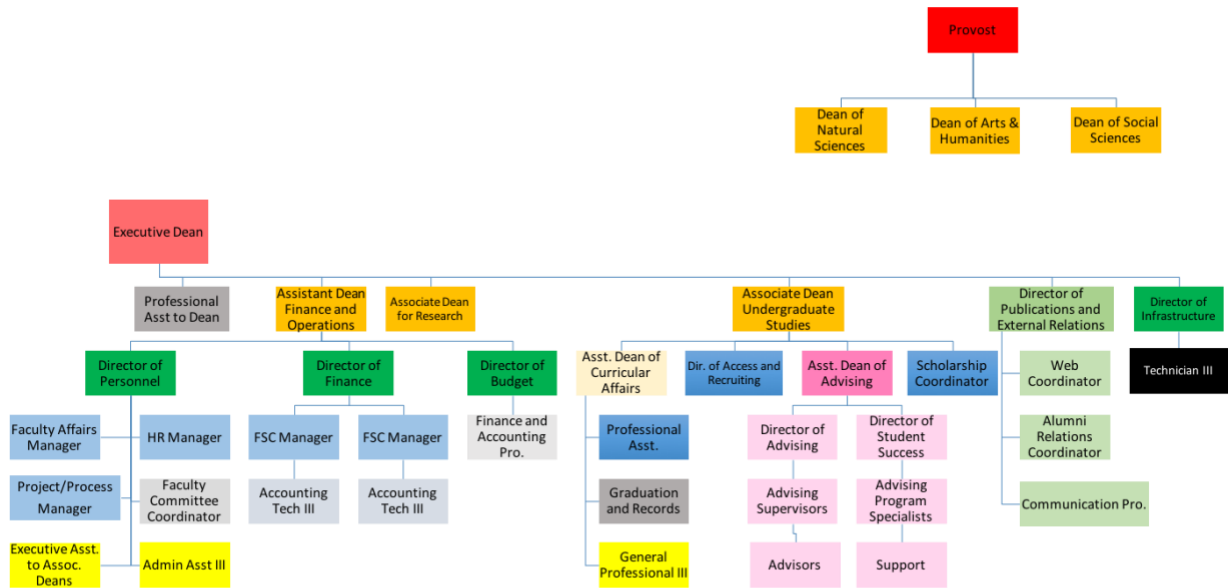 Provost
Dean of
Natural
Sciences
Dean of Arts &
Humanities
Dean of Social
Sciences
Executive Dean
Professional
Asst to Dean
Assistant Dean
Finance and
Operations
Associate Dean
for Research
Associate Dean
Undergraduate
Studies
Director of
Publications and
External Relations
Director of
Infrastructure
Director of
Personnel
Director of
Finance
Director of
Budget
Asst. Dean of
Curricular
Affairs
Dir. of Access and
Recruiting
Asst. Dean of
Advising
Scholarship
Coordinator
Web
Coordinator
Technician III
Faculty Affairs
Manager
HR Manager
FSC Manager
FSC Manager
Finance and
Accounting
Pro.
Professional
Asst.
Director of
Advising
Director of
Student
Success
Alumni
Relations
Coordinator
Project/Process
Manager
Faculty
Committee
Coordinator
Accounting
Tech III
Accounting
Tech III
Graduation
and Records
Advising
Supervisors
Advising
Program
Specialists
Communication Pro.
Executive Asst.
to Assoc.
Deans
Admin Asst III
General
Professional III
Advisors
Support